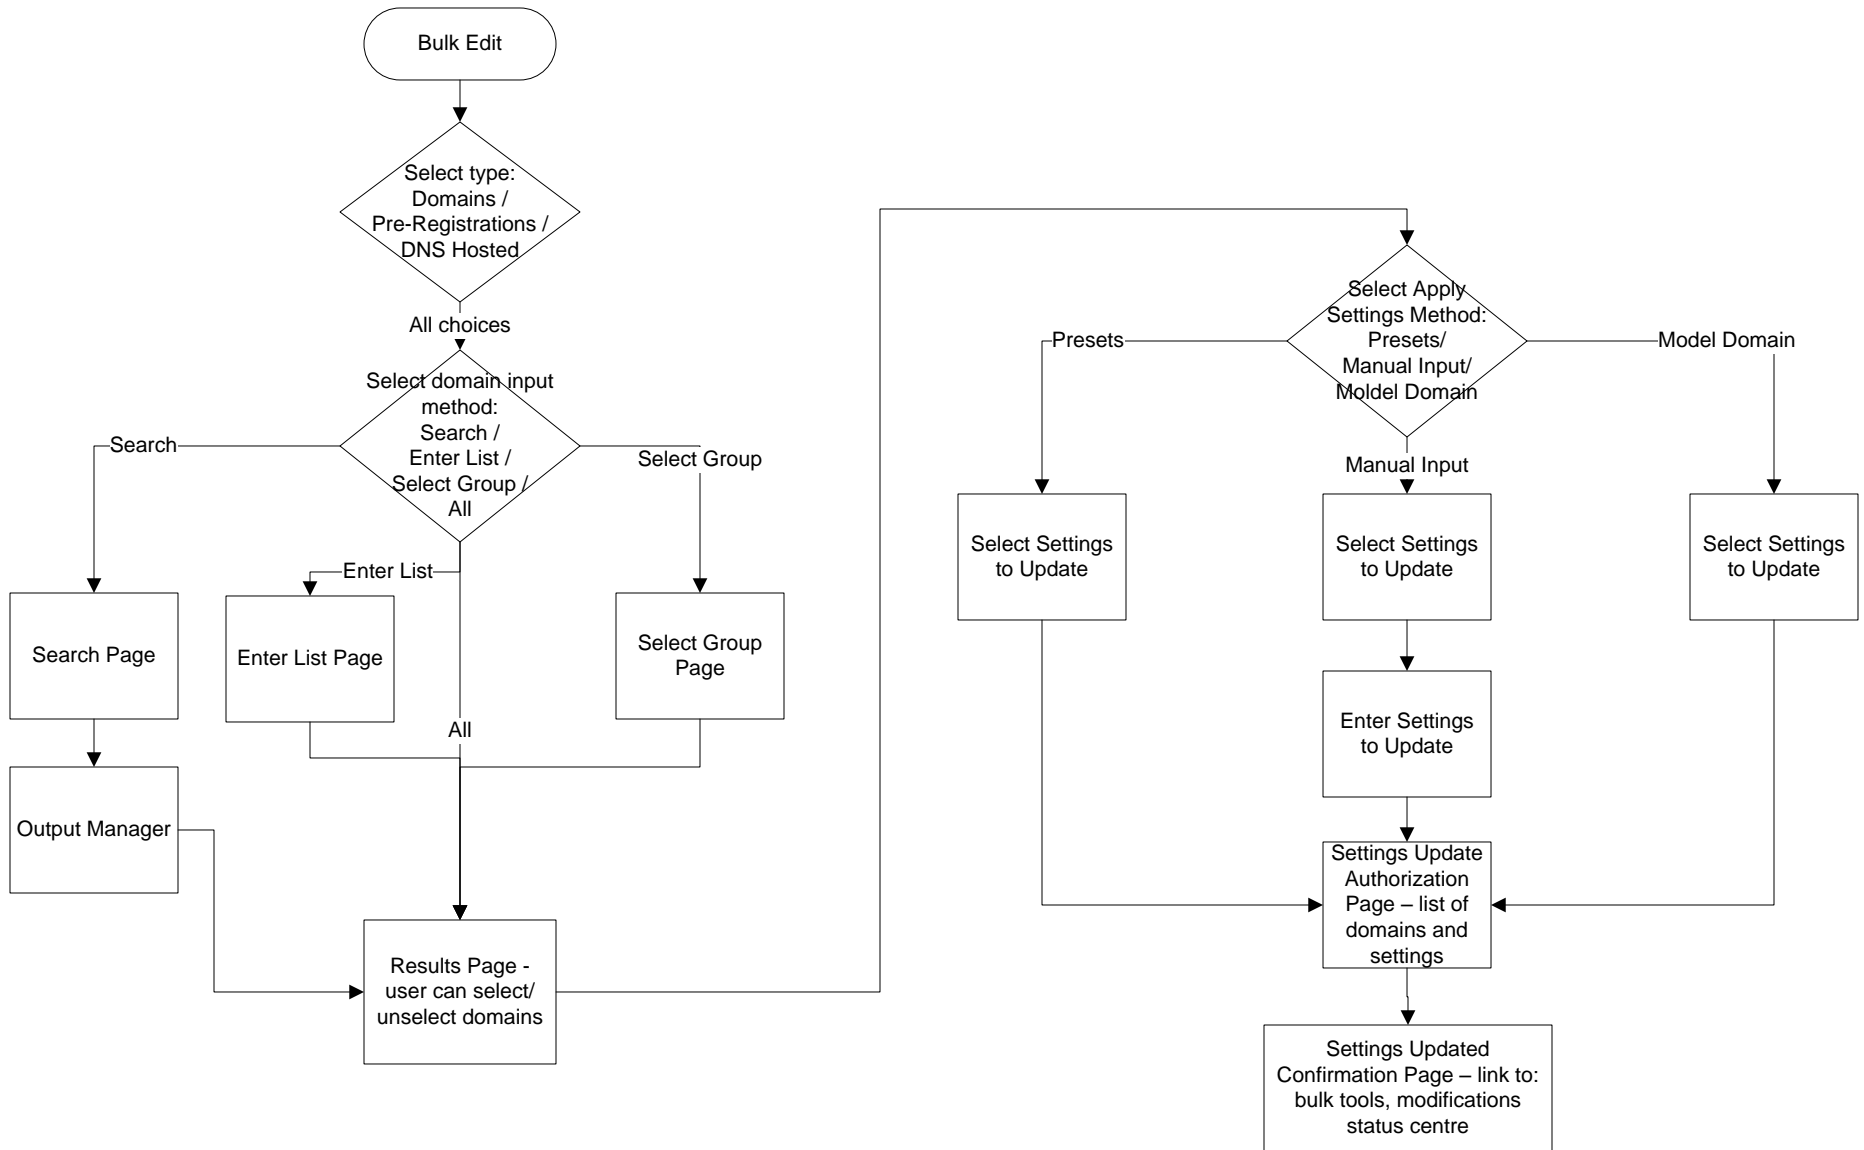 Bulk Edit
Select type:
Domains /
Pre-Registrations /
DNS Hosted
All choices
Select domain input
method:
Search /
Enter List /
Select Group /
All
Search
Select Group
Enter List
Search Page
Enter List Page
Select Group
Page
All
Output Manager
Results Page -
user can select/
unselect domains
Select Apply
Settings Method:
Presets/
Manual Input/
Moldel Domain
Presets
Model Domain
Manual Input
Select Settings
to Update
Select Settings
to Update
Select Settings
to Update
Enter Settings
to Update
Settings Update
Authorization
Page – list of
domains and
settings
Settings Updated
Confirmation Page – link to:
bulk tools, modifications
status centre